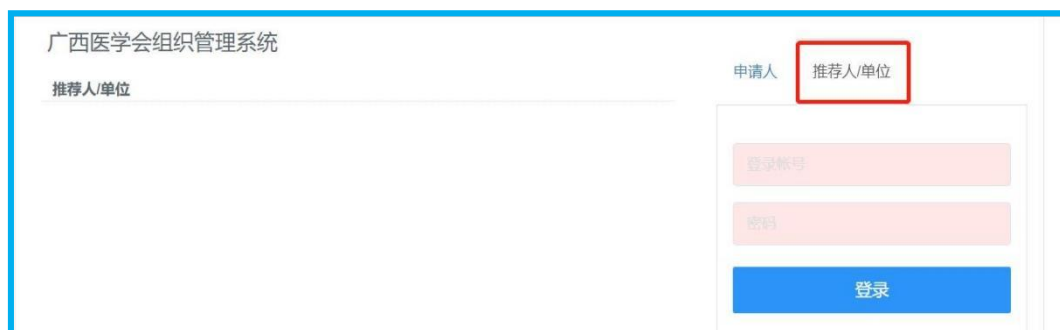 广西医学会组织管理系统
推荐人/单位
申请人
推荐人/单位
登录帐号
密码
登录